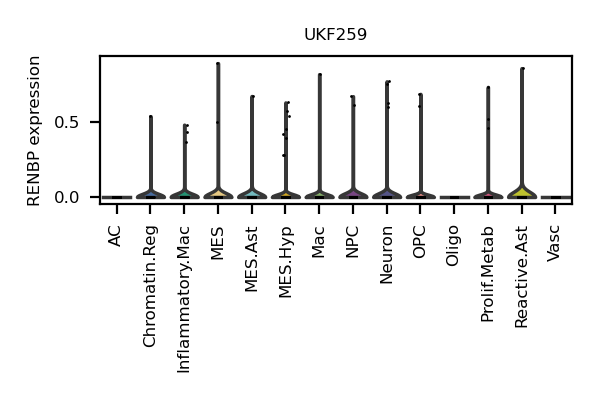 UKF259
RENBP expression
0.5
0.0
AC
Chromatin.Reg
Inflammatory.Mac
MES
MES.Ast
MES.Hyp
Mac
NPC
Neuron
OPC
Oligo
Prolif.Metab
Reactive.Ast
Vasc